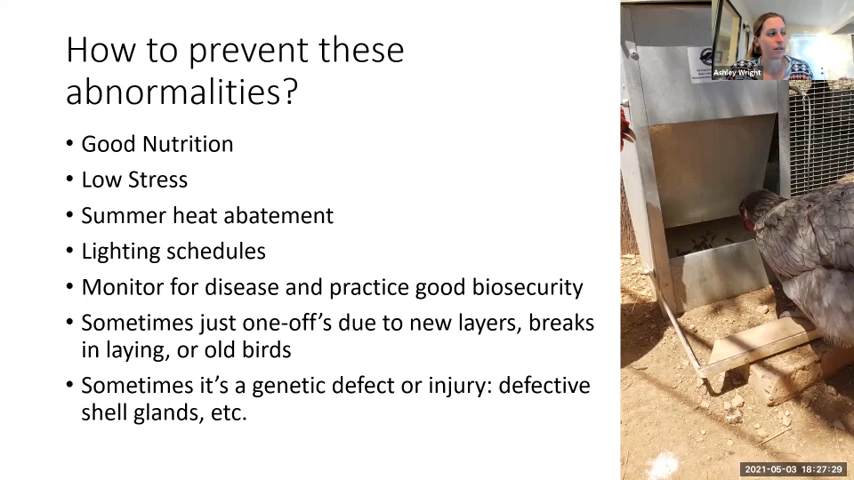 How to prevent these
abnormalities?
• Good Nutrition
• Low Stress
• Summer heat abatement
• Lighting schedules
• Monitor for disease and practice good biosecurity
• Sometimes just one-off’s due to new layers, breaks
in laying, or old birds
• Sometimes it’s a genetic defect or injury: defective
shell glands, etc.
Ashley Wright
2021-05-03 18:27:29